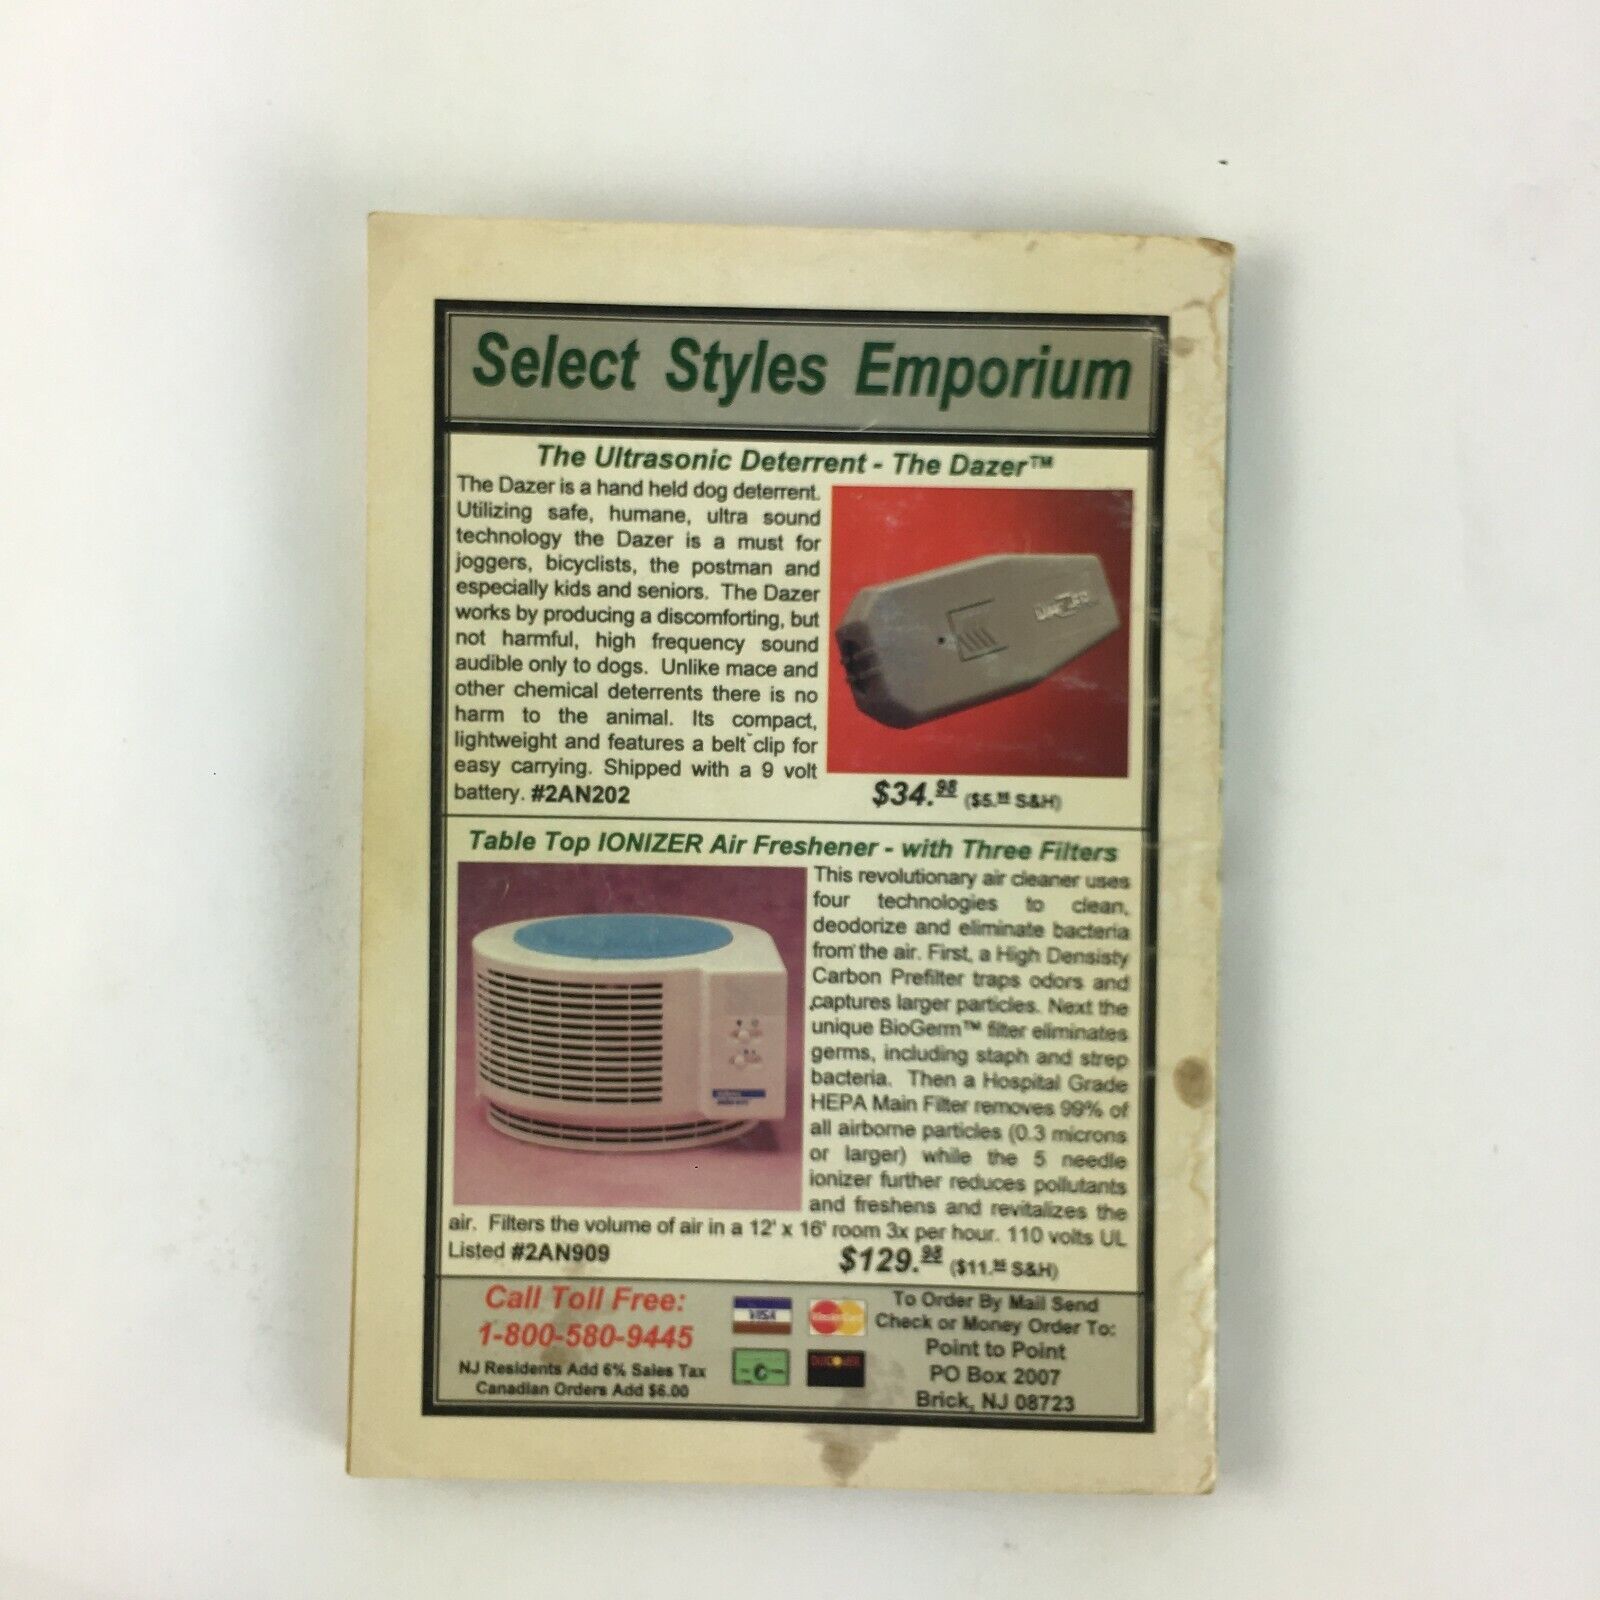 Select Styles Emporium
The Ultrasonic Deterrent - The Dazer™
The Dazer is a hand held dog deterrent.
Utilizing safe, humane, ultra sound
technology the Dazer is a must for
joggers, bicyclists, the postman and
especially kids and seniors. The Dazer
works by producing a discomforting, but
not harmful, high frequency sound
audible only to dogs. Unlike mace and
other chemical deterrents there is no
harm to the animal. Its compact,
lightweight and features a belt clip for
easy carrying. Shipped with a 9 volt
battery. #2AN202
$34.98 ($5. S&H)
Table Top IONIZER Air Freshener - with Three Filters
This revolutionary air cleaner uses
four technologies to clean,
deodorize and eliminate bacteria
from the air. First, a High Densisty
Carbon Prefilter traps odors and
captures larger particles. Next the
unique BioGerm™ filter eliminates
germs, including staph and strep
bacteria. Then a Hospital Grade
HEPA Main Filter removes 99% of
all airborne particles (0.3 microns
or larger) while the 5 needle
ionizer further reduces pollutants
and freshens and revitalizes the
air. Filters the volume of air in a 12' x 16' room 3x per hour. 110 volts UL
Listed #2AN909
$129.98 ($11. S&H)
Call Toll Free:
1-800-580-9445
NJ Residents Add 6% Sales Tax
Canadian Orders Add $6.00
VISA
MasterCard
DISCOVER
To Order By Mail Send
Check or Money Order To:
Point to Point
PO Box 2007
Brick, NJ 08723